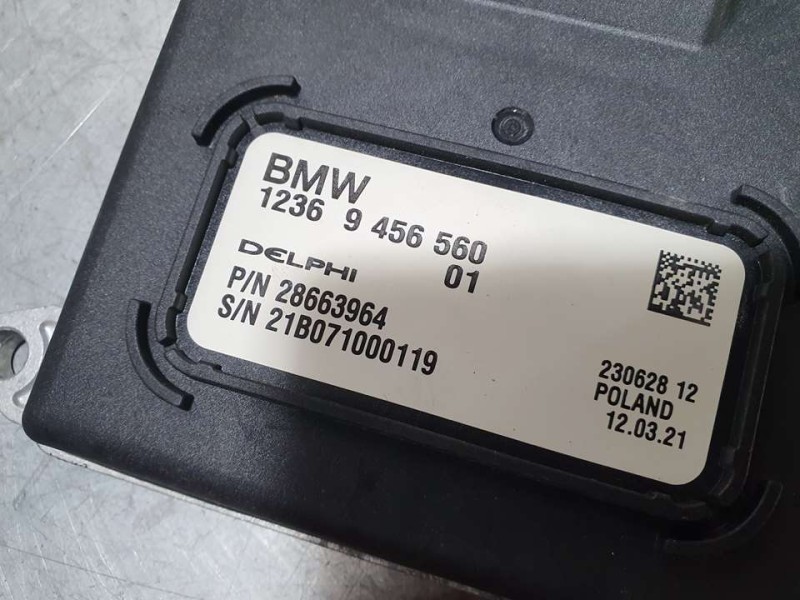 BMW
1236 9 456 560
DELPHI 01
P/N 28663964
S/N 21B071000119
230628 12
POLAND
12.03.21